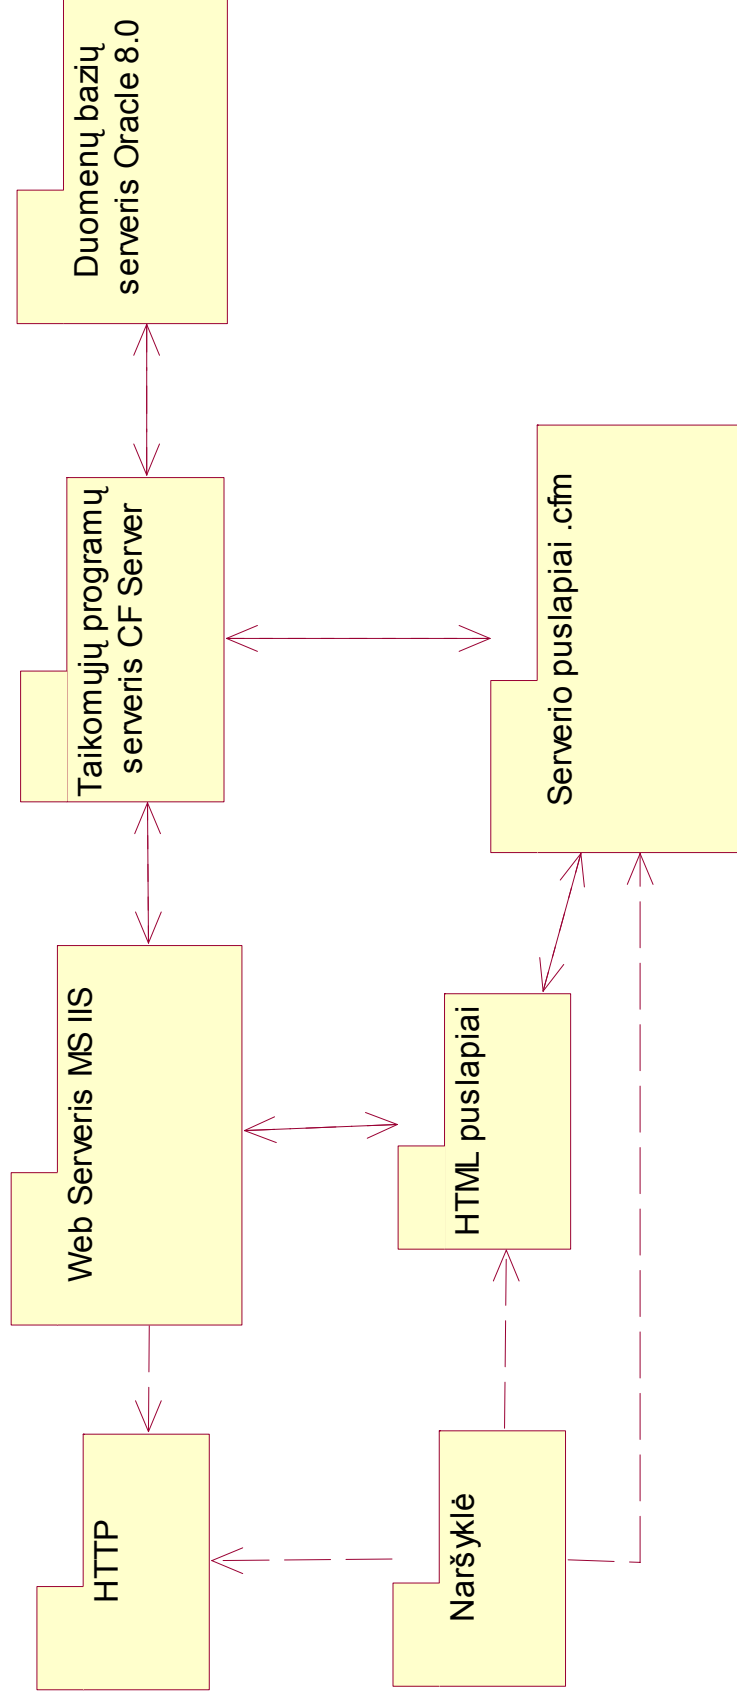 HTTP
Web Serveris MS IIS
Taikomųjų programų
serveris CF Server
Duomenų bazių
serveris Oracle 8.0
Naršyklė
HTML puslapiai
Serverio puslapiai .cfm